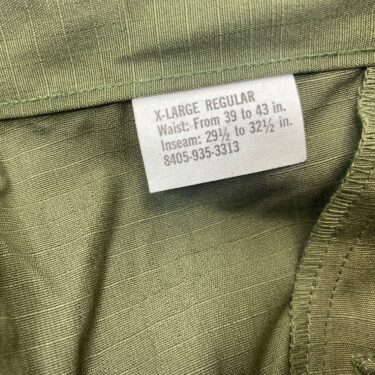 X-LARGE REGULAR
Waist: From 39 to 43 in.
Inseam: 29½ to 32½ in.
8405-935-3313